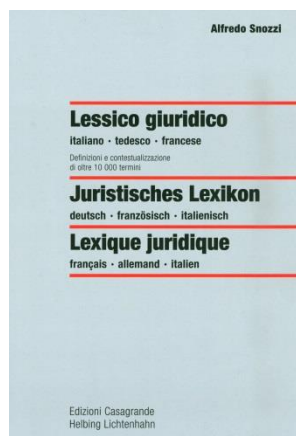 Alfredo Snozzi
Lessico giuridico
italiano · tedesco · francese
Definizioni e contestualizzazione
di oltre 10 000 termini
Juristisches Lexikon
deutsch · französisch · italienisch
Lexique juridique
français · allemand · italien
Edizioni Casagrande
Helbing Lichtenhahn